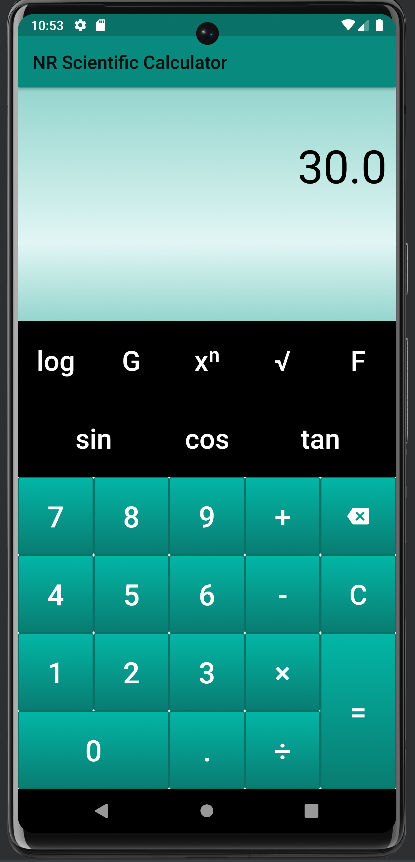 10:53
NR Scientific Calculator
30.0
log G xⁿ √ F
sin cos tan
7 8 9 +
4 5 6 - C
1 2 3 ×
=
0 . ÷